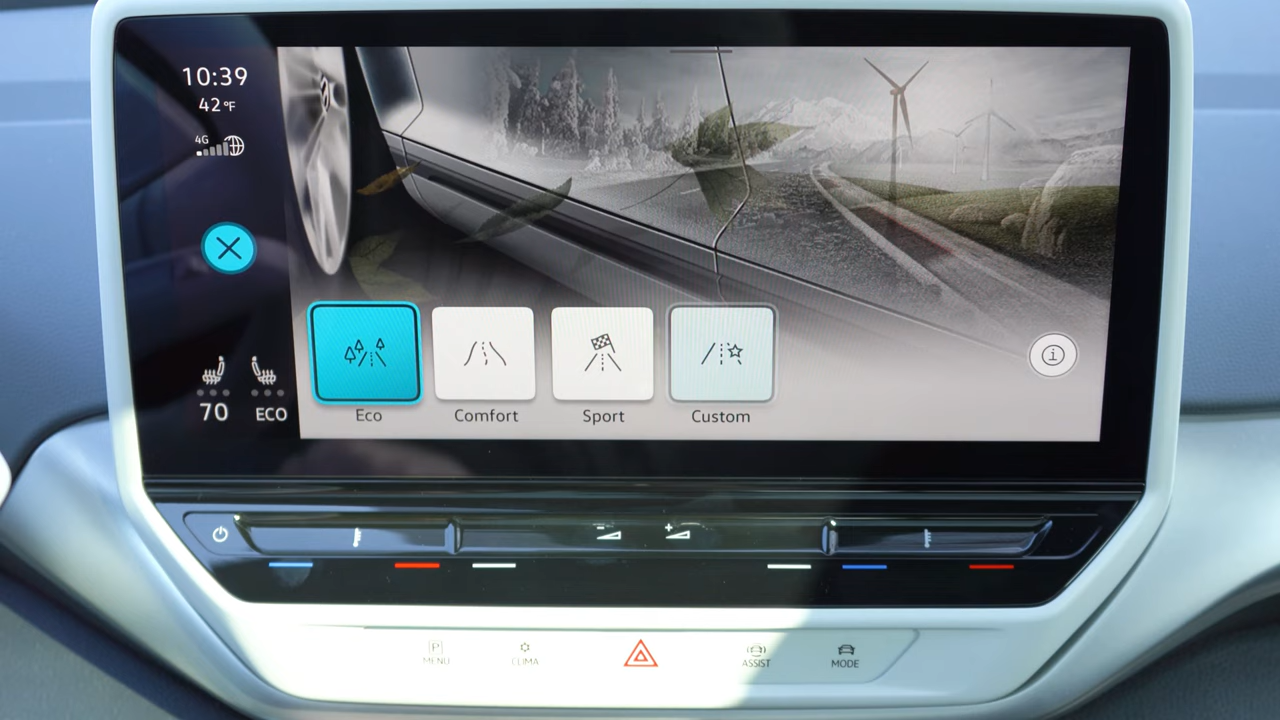 10:39
42 °F
4G
70 ECO
Eco Comfort Sport Custom
P
MENU CLIMA ASSIST MODE